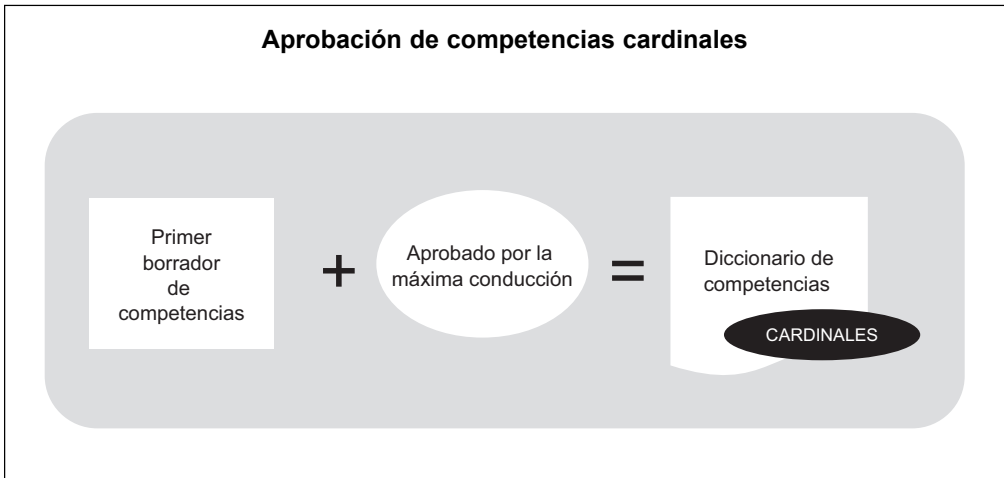 Aprobación de competencias cardinales
Primer
borrador
de
competencias
+
Aprobado por la
máxima conducción
=
Diccionario de
competencias
CARDINALES